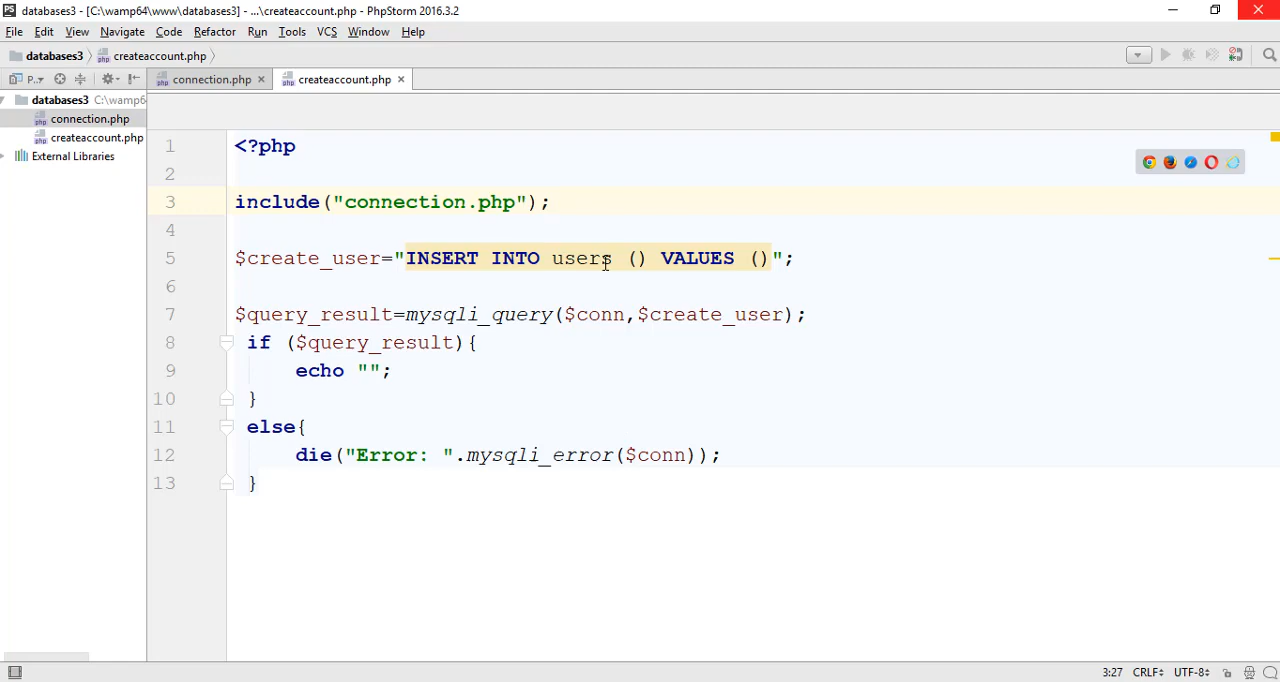 databases3 - [C:\wamp64\www\databases3] - ...\createaccount.php - PhpStorm 2016.3.2
File Edit View Navigate Code Refactor Run Tools VCS Window Help
databases3 createaccount.php
P.. connection.php createaccount.php
databases3 C:\wamp6
connection.php
createaccount.php
External Libraries
1 <?php
2
3 include("connection.php");
4
5 $create_user="INSERT INTO users () VALUES ()";
6
7 $query_result=mysqli_query($conn,$create_user);
8 if ($query_result){
9 echo "";
10 }
11 else{
12 die("Error: ".mysqli_error($conn));
13 }
3:27 CRLF UTF-8